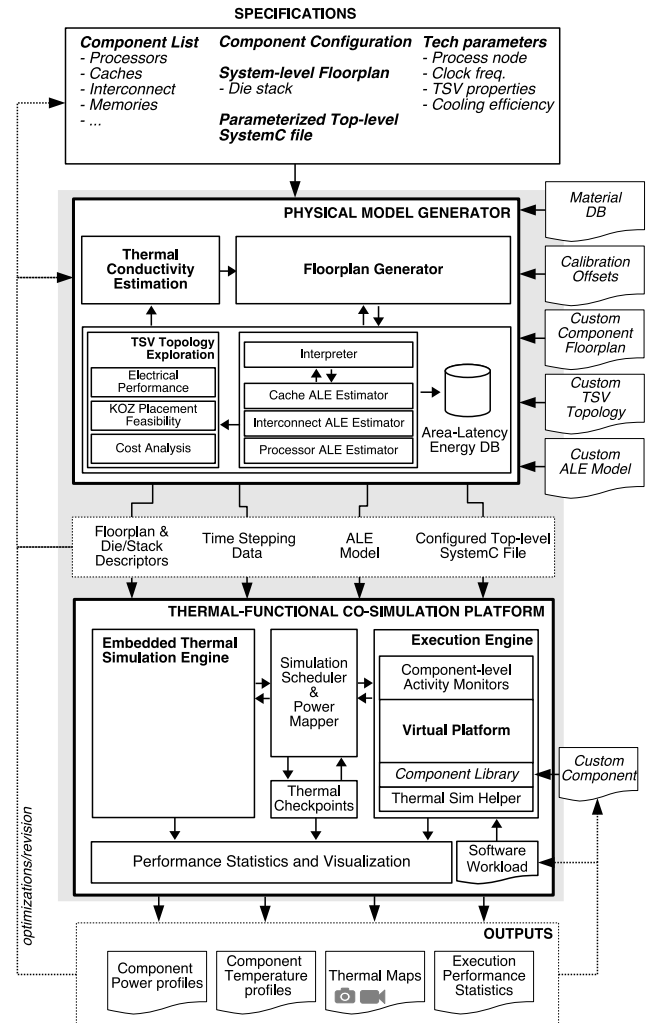 SPECIFICATIONS
Component List
- Processors
- Caches
- Interconnect
- Memories
- ...
Component Configuration
System-level Floorplan
- Die stack
Parameterized Top-level
SystemC file
Tech parameters
- Process node
- Clock freq.
- TSV properties
- Cooling efficiency
PHYSICAL MODEL GENERATOR
Thermal
Conductivity
Estimation
Floorplan Generator
TSV Topology
Exploration
Electrical
Performance
KOZ Placement
Feasibility
Cost Analysis
Interpreter
Cache ALE Estimator
Interconnect ALE Estimator
Processor ALE Estimator
Area-Latency
Energy DB
Material
DB
Calibration
Offsets
Custom
Component
Floorplan
Custom
TSV
Topology
Custom
ALE Model
Floorplan &
Die/Stack
Descriptors
Time Stepping
Data
ALE
Model
Configured Top-level
SystemC File
THERMAL-FUNCTIONAL CO-SIMULATION PLATFORM
Embedded Thermal
Simulation Engine
Simulation
Scheduler
&
Power
Mapper
Thermal
Checkpoints
Execution Engine
Component-level
Activity Monitors
Virtual Platform
Component Library
Thermal Sim Helper
Custom
Component
Performance Statistics and Visualization
Software
Workload
optimizations/revision
OUTPUTS
Component
Power profiles
Component
Temperature
profiles
Thermal Maps
Execution
Performance
Statistics